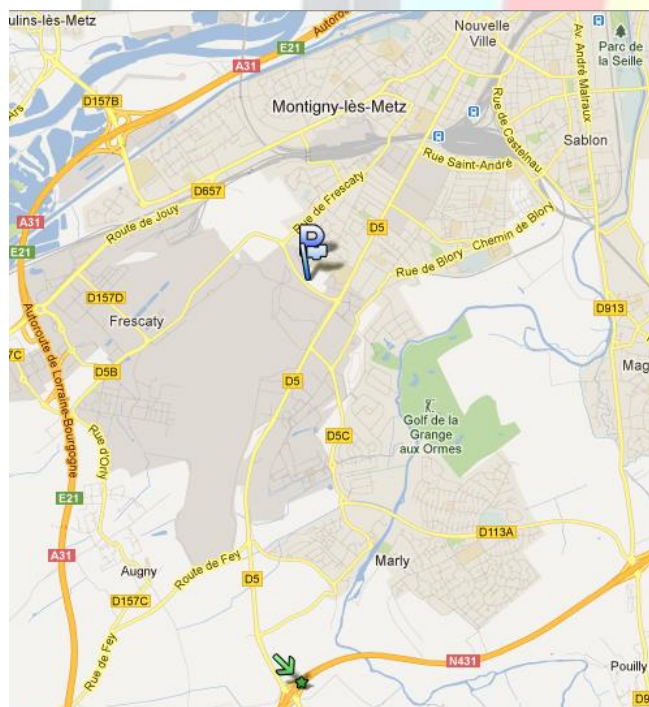 ulins-lès-Metz
E21
Autorou
A31
Nouvelle
Ville
Av. André Malraux
Parc de
la Seille
Ars
D157B
Montigny-lès-Metz
Rue de Castelnau
Sablon
Rue Saint-André
D657
Rue de Frescaty
A31
E21
Route de Jouy
D5
Rue de Blory
Chemin de Blory
D157D
Frescaty
D913
7C
D5B
Autoroute de Lorraine-Bourgogne
D5
Mag
Golf de la
Grange
aux Ormes
Rue d'Orly
D5C
E21
D113A
A31
Route de Fey
Marly
Augny
D5
D157C
Rue de Fey
N431
Pouilly
D9